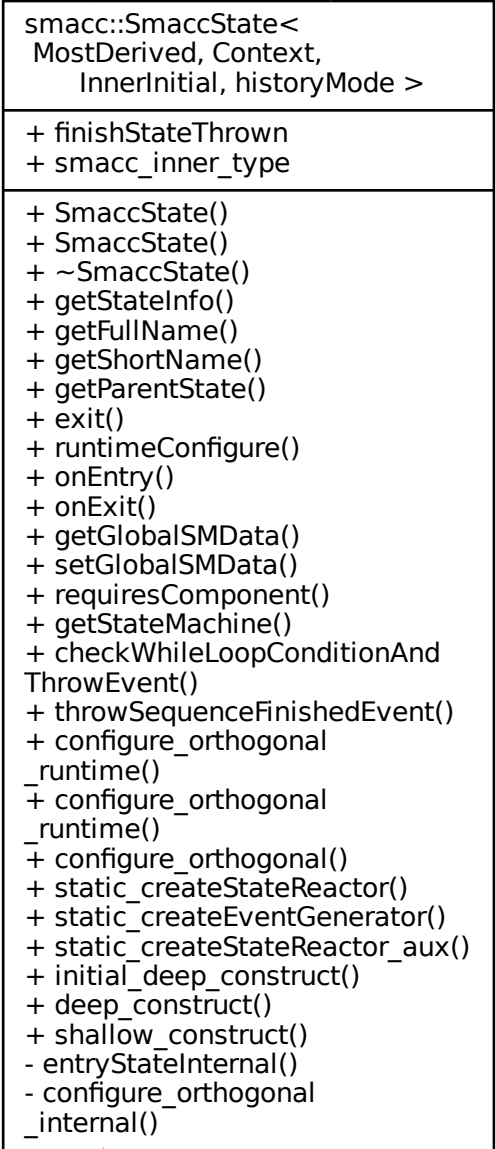 smacc::SmaccState<
MostDerived, Context,
InnerInitial, historyMode >
+ finishStateThrown
+ smacc_inner_type
+ SmaccState()
+ SmaccState()
+ ~SmaccState()
+ getStateInfo()
+ getFullName()
+ getShortName()
+ getParentState()
+ exit()
+ runtimeConfigure()
+ onEntry()
+ onExit()
+ getGlobalSMData()
+ setGlobalSMData()
+ requiresComponent()
+ getStateMachine()
+ checkWhileLoopConditionAnd
ThrowEvent()
+ throwSequenceFinishedEvent()
+ configure_orthogonal
_runtime()
+ configure_orthogonal
_runtime()
+ configure_orthogonal()
+ static_createStateReactor()
+ static_createEventGenerator()
+ static_createStateReactor_aux()
+ initial_deep_construct()
+ deep_construct()
+ shallow_construct()
- entryStateInternal()
- configure_orthogonal
_internal()